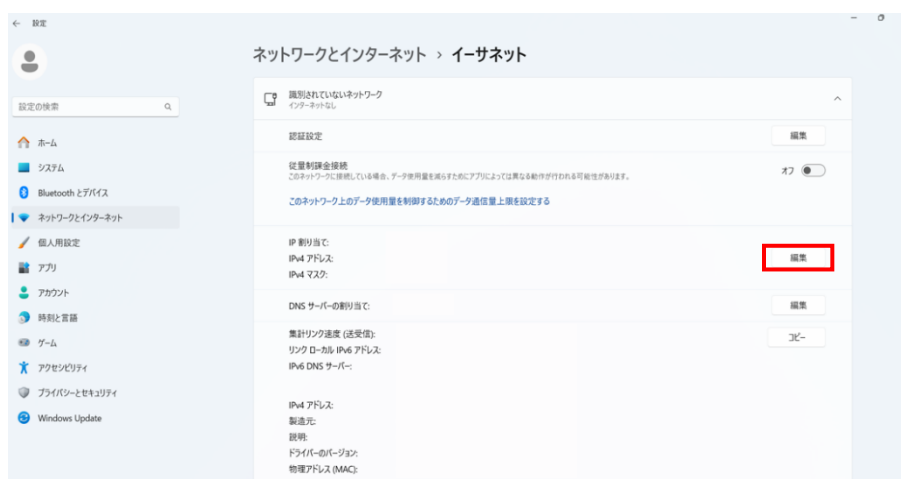 ← 設定
ネットワークとインターネット › イーサネット
設定の検索
ホーム
システム
Bluetooth とデバイス
ネットワークとインターネット
個人用設定
アプリ
アカウント
時刻と言語
ゲーム
アクセシビリティ
プライバシーとセキュリティ
Windows Update
識別されていないネットワーク
インターネットなし
認証設定 編集
従量制課金接続 オフ
このネットワークに接続している場合、データ使用量を減らすためにアプリによっては異なる動作が行われる可能性があります。
このネットワーク上のデータ使用量を制御するためのデータ通信量上限を設定する
IP 割り当て:
IPv4 アドレス: 編集
IPv4 マスク:
DNS サーバーの割り当て: 編集
集計リンク速度 (送受信): コピー
リンク ローカル IPv6 アドレス:
IPv6 DNS サーバー:
IPv4 アドレス:
製造元:
説明:
ドライバーのバージョン:
物理アドレス (MAC):